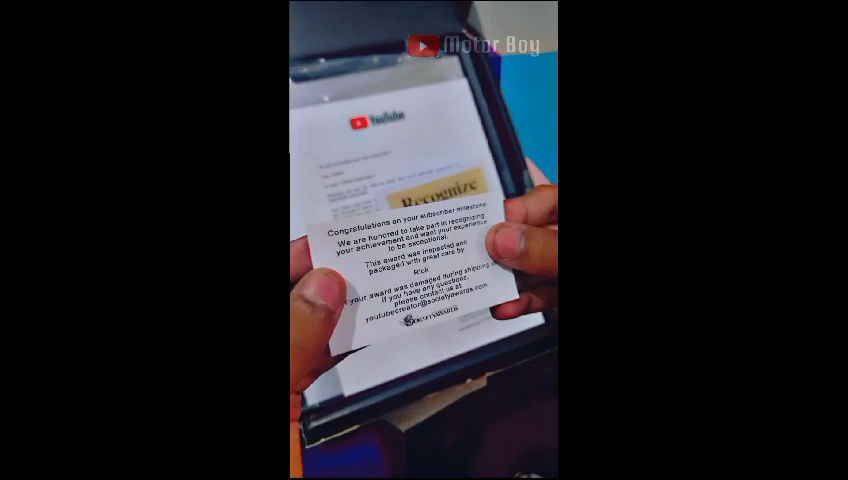 Motor Boy
YouTube
Recognize
Congratulations on your subscriber milestone
We are honored to take part in recognizing
your achievement and want your experience
to be exceptional.
This award was inspected and
packaged with great care by
Rick
your award was damaged during shipping
if you have any questions,
please contact us at
youtubecreator@societyawards.com
SOCIETYAWARDS